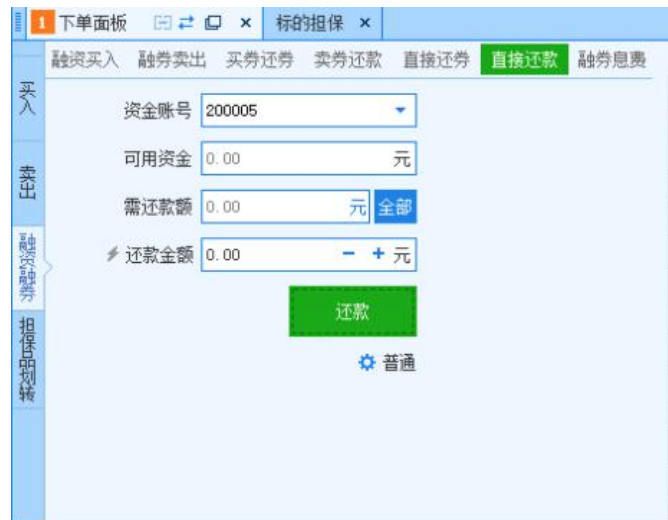 1 下单面板 标的担保
融资买入 融券卖出 买券还券 卖券还款 直接还券 直接还款 融券息费
买入
卖出
融资融券
担保品划转
资金账号 200005
可用资金 0.00 元
需还款额 0.00 元 全部
还款金额 0.00 - + 元
还款
普通